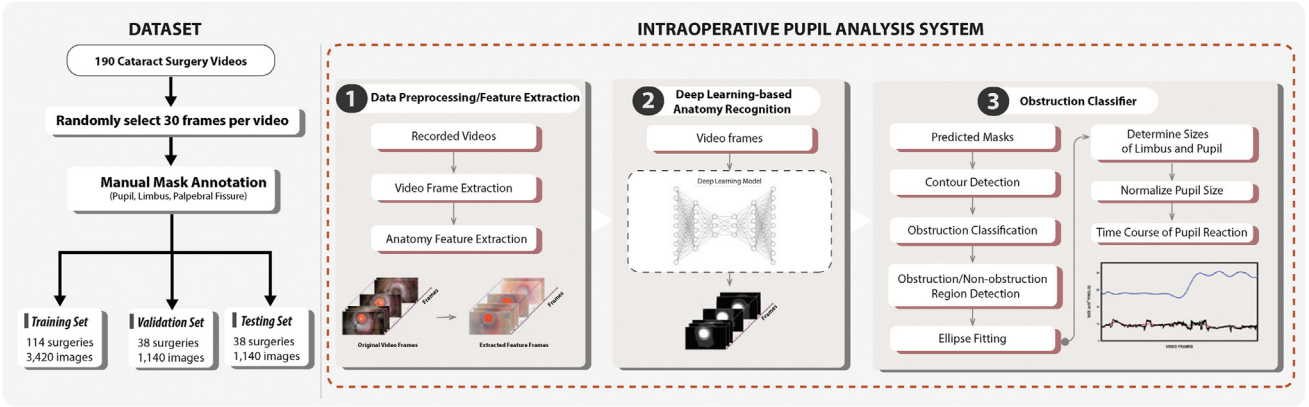 DATASET
190 Cataract Surgery Videos
Randomly select 30 frames per video
Manual Mask Annotation
(Pupil, Limbus, Palpebral Fissure)
Training Set
114 surgeries
3,420 images
Validation Set
38 surgeries
1,140 images
Testing Set
38 surgeries
1,140 images
INTRAOPERATIVE PUPIL ANALYSIS SYSTEM
1 Data Preprocessing/Feature Extraction
Recorded Videos
Video Frame Extraction
Anatomy Feature Extraction
Frames
Frames
Original Video Frames
Extracted Feature Frames
2 Deep Learning-based
Anatomy Recognition
Video frames
Deep Learning Model
Frames
3 Obstruction Classifier
Predicted Masks
Contour Detection
Obstruction Classification
Obstruction/Non-obstruction
Region Detection
Ellipse Fitting
Determine Sizes
of Limbus and Pupil
Normalize Pupil Size
Time Course of Pupil Reaction
VIDEO FRAMES